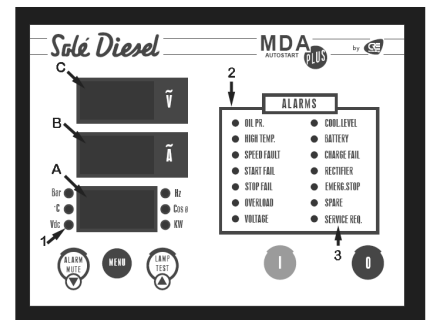 Solé Diesel
MDA
AUTOSTART
PLUS
by CRE
C
Ṽ
B
Ã
A
Bar
°C
Vdc
Hz
Cos ø
KW
1
ALARM
MUTE
MENU
LAMP
TEST
2
ALARMS
OIL PR.
HIGH TEMP.
SPEED FAULT
START FAIL
STOP FAIL
OVERLOAD
VOLTAGE
COOL.LEVEL
BATTERY
CHARGE FAIL
RECTIFIER
EMERG.STOP
SPARE
SERVICE REQ.
3
I
0